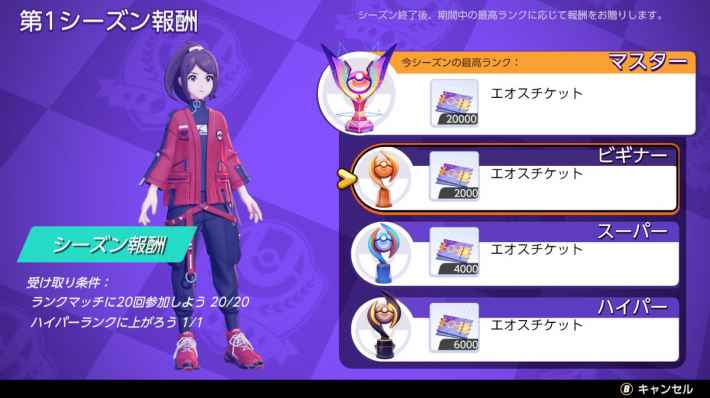 第1シーズン報酬
シーズン終了後、期間中の最高ランクに応じて報酬をお贈りします。
今シーズンの最高ランク：
マスター
エオスチケット
20000
ビギナー
エオスチケット
2000
スーパー
エオスチケット
4000
ハイパー
エオスチケット
6000
シーズン報酬
受け取り条件：
ランクマッチに20回参加しよう 20/20
ハイパーランクに上がろう 1/1
B キャンセル